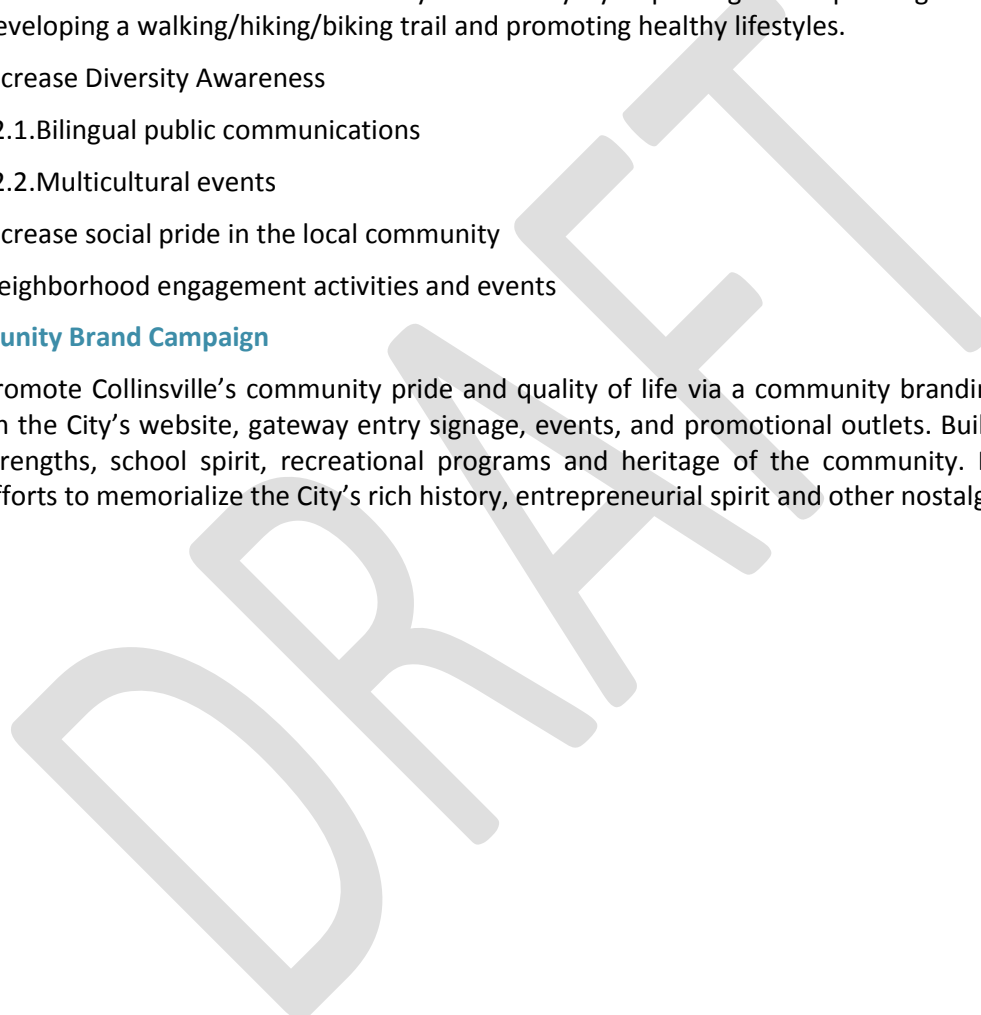 eveloping a walking/hiking/biking trail and promoting healthy lifestyles.
crease Diversity Awareness
2.1.Bilingual public communications
2.2.Multicultural events
crease social pride in the local community
eighborhood engagement activities and events
unity Brand Campaign
romote Collinsville’s community pride and quality of life via a community brandin
n the City’s website, gateway entry signage, events, and promotional outlets. Buil
rengths, school spirit, recreational programs and heritage of the community.
fforts to memorialize the City’s rich history, entrepreneurial spirit and other nostalg
DRAFT